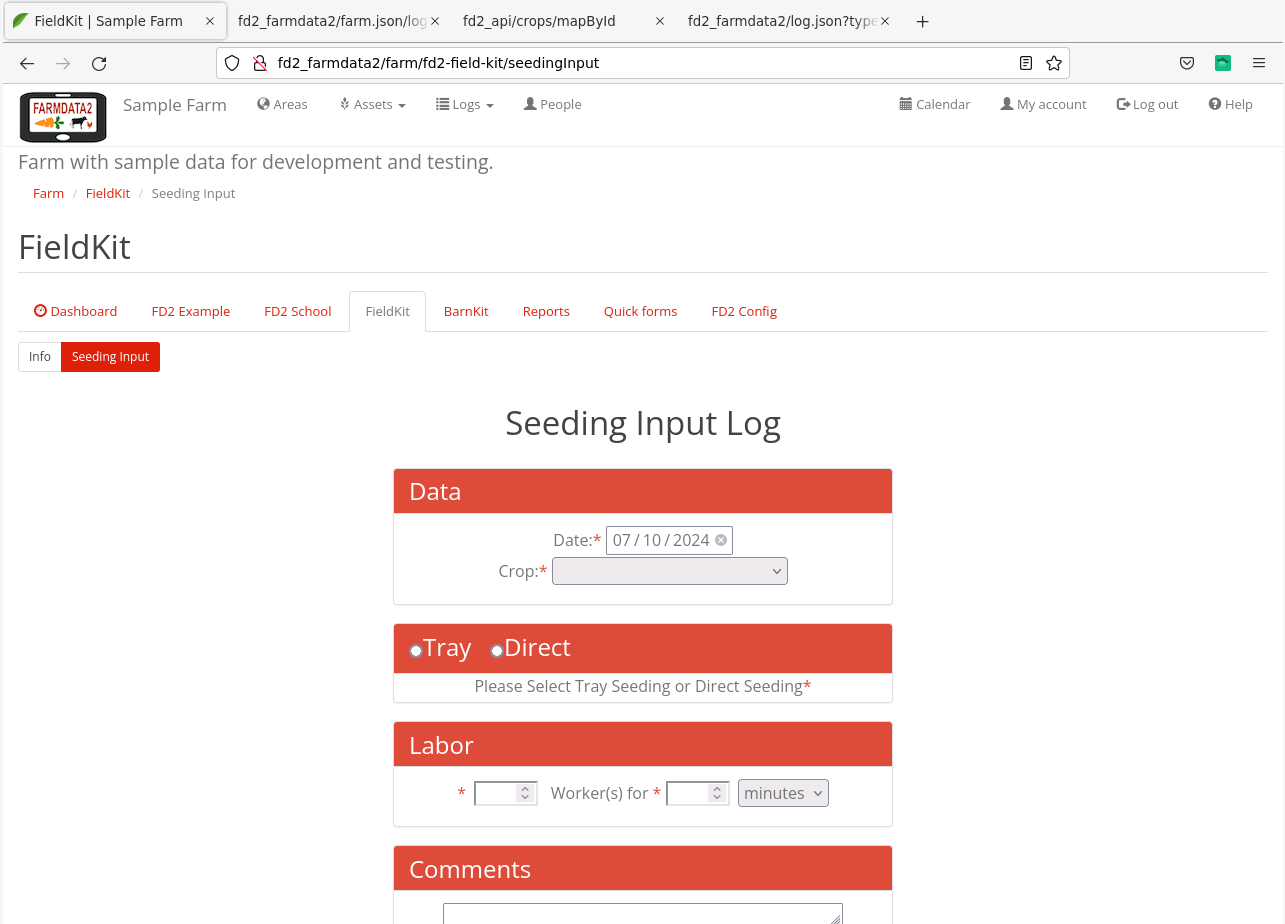 FieldKit | Sample Farm
fd2_farmdata2/farm.json/log
fd2_api/crops/mapById
fd2_farmdata2/log.json?type
fd2_farmdata2/farm/fd2-field-kit/seedingInput
FARMDATA2
Sample Farm
Areas
Assets
Logs
People
Calendar
My account
Log out
Help
Farm with sample data for development and testing.
Farm / FieldKit / Seeding Input
FieldKit
Dashboard
FD2 Example
FD2 School
FieldKit
BarnKit
Reports
Quick forms
FD2 Config
Info
Seeding Input
Seeding Input Log
Data
Date:* 07 / 10 / 2024
Crop:*
Tray Direct
Please Select Tray Seeding or Direct Seeding*
Labor
* Worker(s) for * minutes
Comments